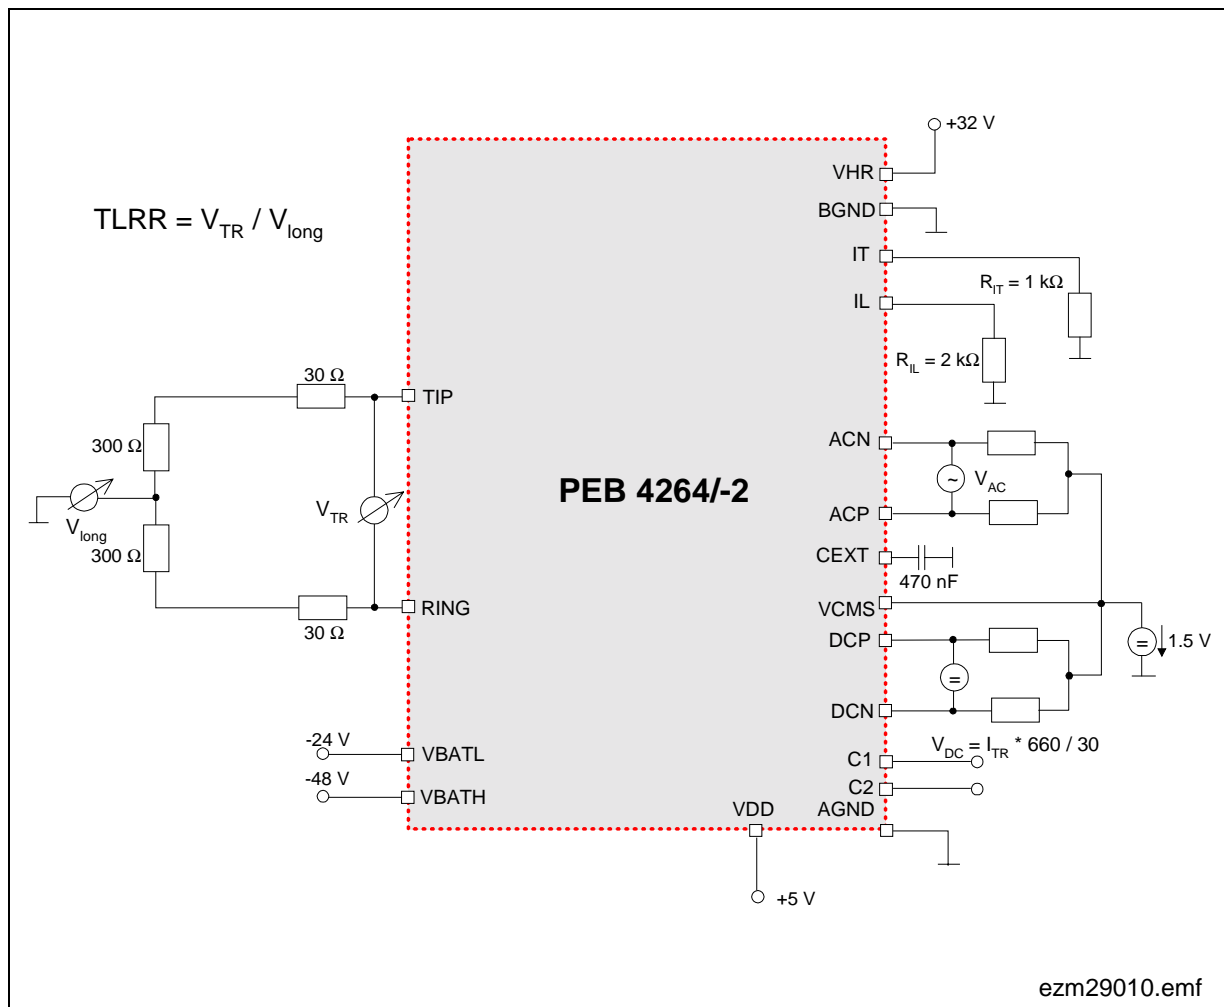 +32 V
VHR
BGND
TLRR = V_TR / V_long
IT
R_IT = 1 kΩ
IL
R_IL = 2 kΩ
30 Ω
TIP
300 Ω
ACN
V_AC
~
PEB 4264/-2
V_TR
V_long
ACP
300 Ω
CEXT
470 nF
RING
VCMS
30 Ω
DCP
=
1.5 V
=
DCN
V_DC = I_TR * 660 / 30
-24 V
VBATL
C1
-48 V
VBATH
C2
VDD
AGND
+5 V
ezm29010.emf